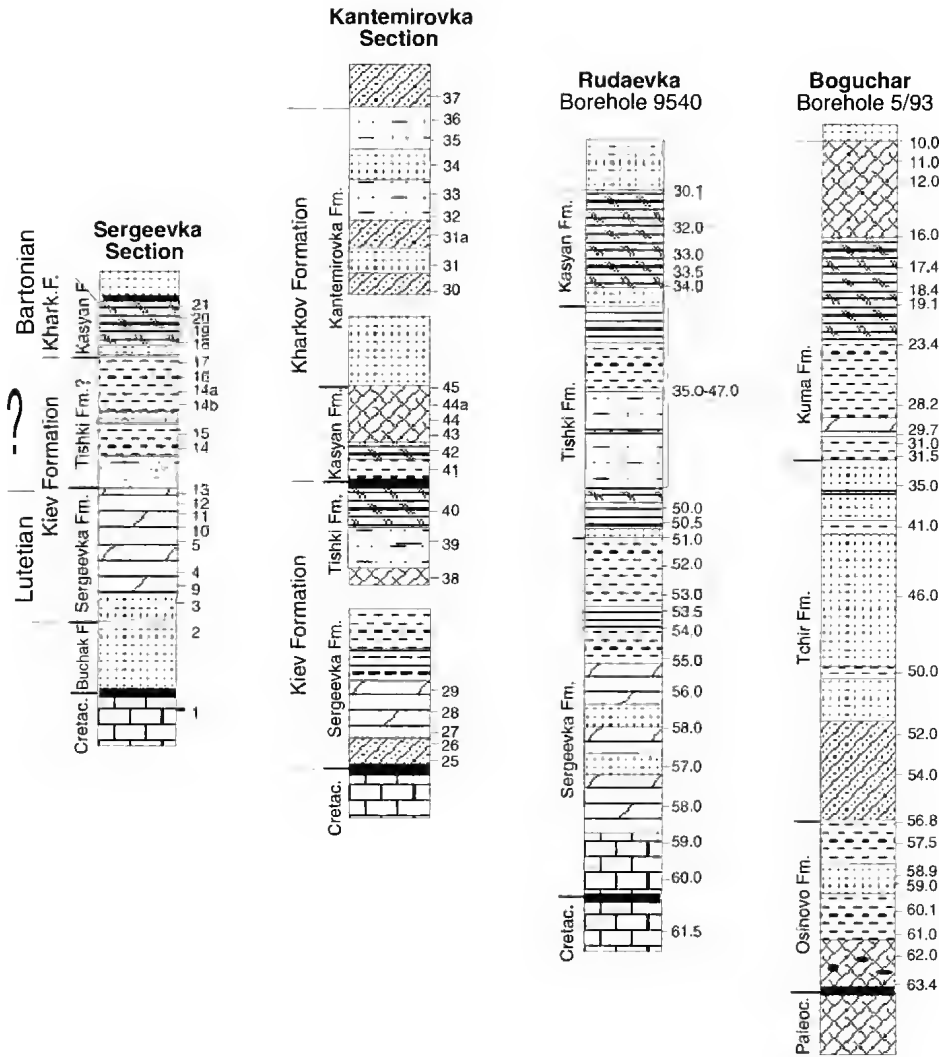 Sergeevka
Section
Bartonian
Lutetian
--?
Khark.F.
Kiev Formation
Kasyan F.
Tishki Fm.?
Sergeevka Fm.
Buchak F.
Cretac.
21
20
19
18
17
16
14a
14b
15
14
13
12
11
10
5
4
9
3
2
1
Kantemirovka
Section
Kharkov Formation
Kiev Formation
Kantemirovka Fm.
Kasyan Fm.
Tishki Fm.
Sergeevka Fm.
Cretac.
37
36
35
34
33
32
31a
31
30
45
44a
44
43
42
41
40
39
38
29
28
27
26
25
Rudaevka
Borehole 9540
Kasyan Fm.
Tishki Fm.
Sergeevka Fm,
Cretac.
30.1
32.0
33.0
33.5
34.0
35.0-47.0
50.0
50.5
51.0
52.0
53.0
53.5
54.0
55.0
56.0
58.0
57.0
58.0
59.0
60.0
61.5
Boguchar
Borehole 5/93
Kuma Fm.
Tchir Fm.
Osinovo Fm.
Paleoc.
10.0
11.0
12.0
16.0
17.4
18.4
19.1
23.4
28.2
29.7
31.0
31.5
35.0
41.0
46.0
50.0
52.0
54.0
56.8
57.5
58.9
59.0
60.1
61.0
62.0
63.4